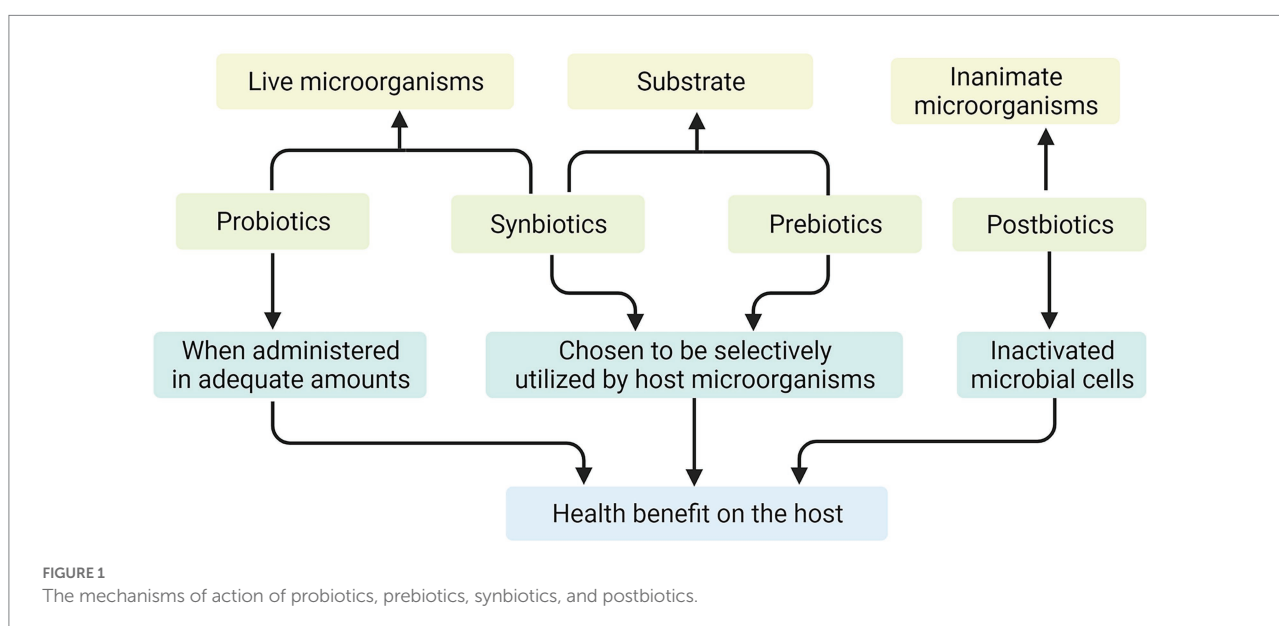 Live microorganisms
Substrate
Inanimate
microorganisms
Probiotics
Synbiotics
Prebiotics
Postbiotics
When administered
in adequate amounts
Chosen to be selectively
utilized by host microorganisms
Inactivated
microbial cells
Health benefit on the host
FIGURE 1
The mechanisms of action of probiotics, prebiotics, synbiotics, and postbiotics.